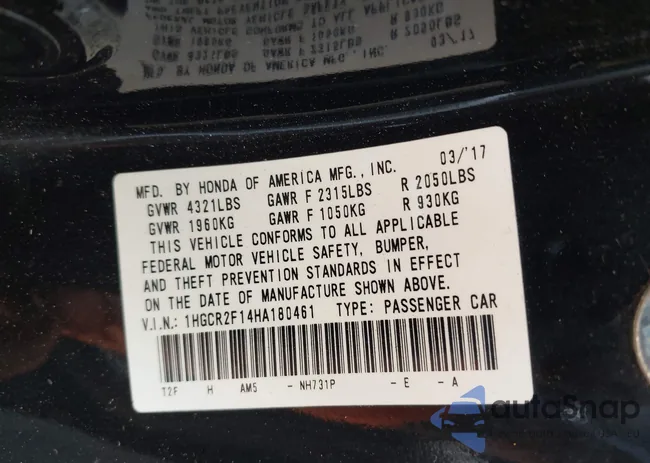 MFD. BY HONDA OF AMERICA MFG., INC. 03/'17
GVWR 4321LBS GAWR F 2315LBS R 2050LBS
GVWR 1960KG GAWR F 1050KG R 930KG
THIS VEHICLE CONFORMS TO ALL APPLICABLE
FEDERAL MOTOR VEHICLE SAFETY, BUMPER,
AND THEFT PREVENTION STANDARDS IN EFFECT
ON THE DATE OF MANUFACTURE SHOWN ABOVE.
V.I.N.: 1HGCR2F14HA180461 TYPE: PASSENGER CAR
T2F H AM5 - NH731P - E - A
autoSnap